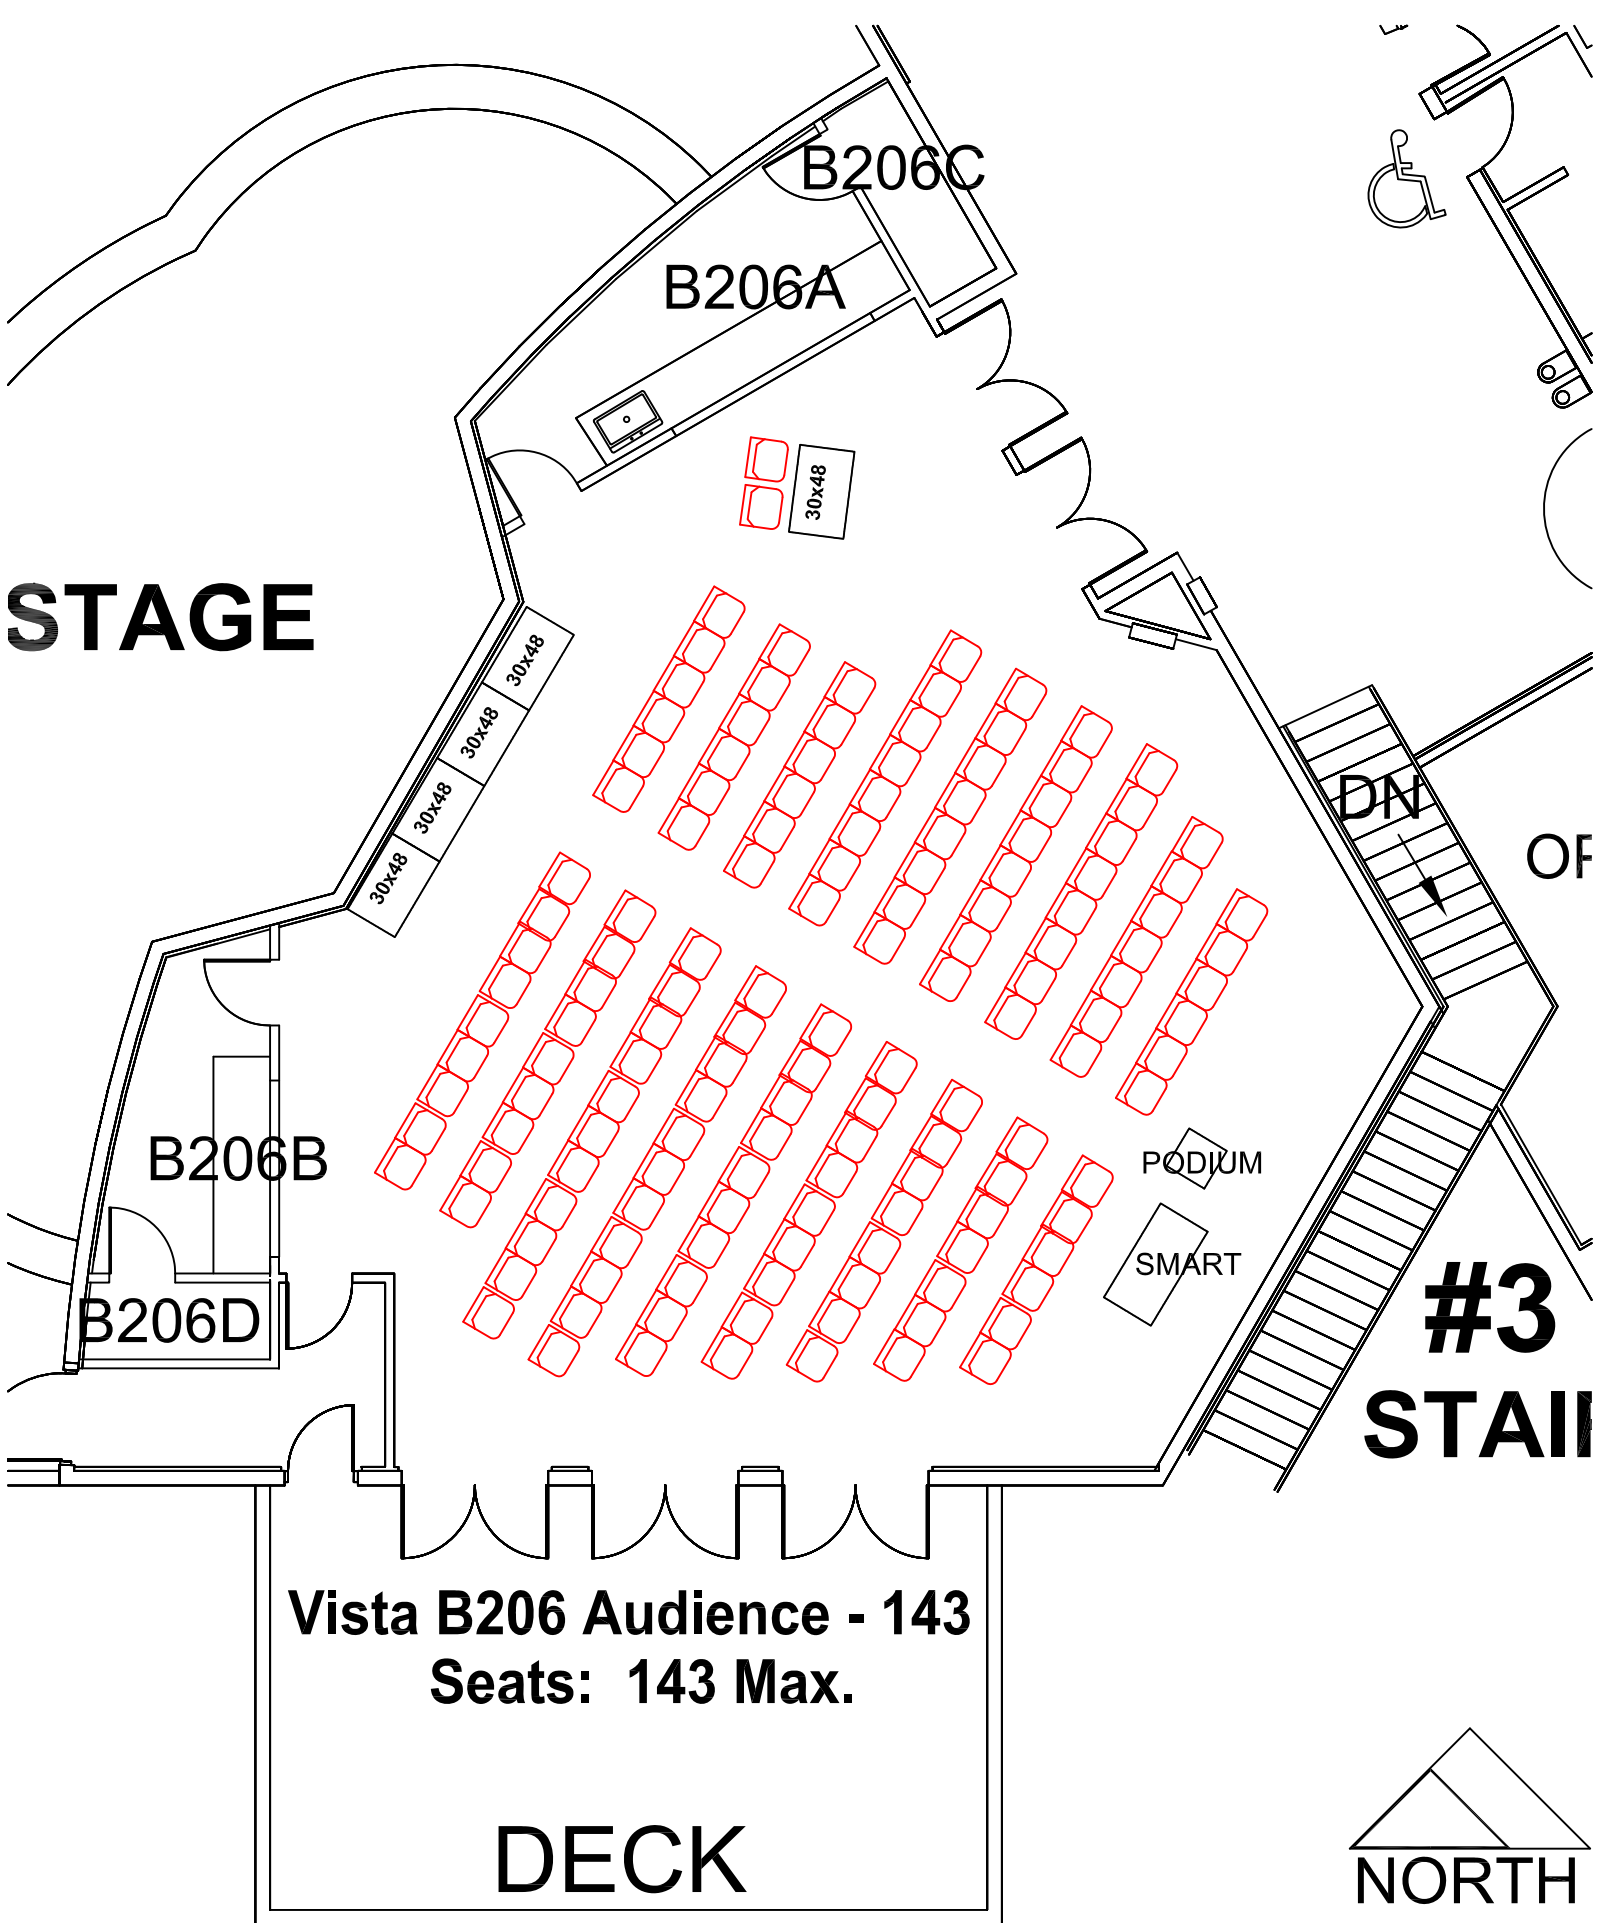 B206C
B206A
30x48
STAGE
30x48
30x48
30x48
30x48
DN
B206B
PODIUM
SMART
B206D
#3
STAI
Vista B206 Audience - 143
Seats: 143 Max.
DECK
NORTH